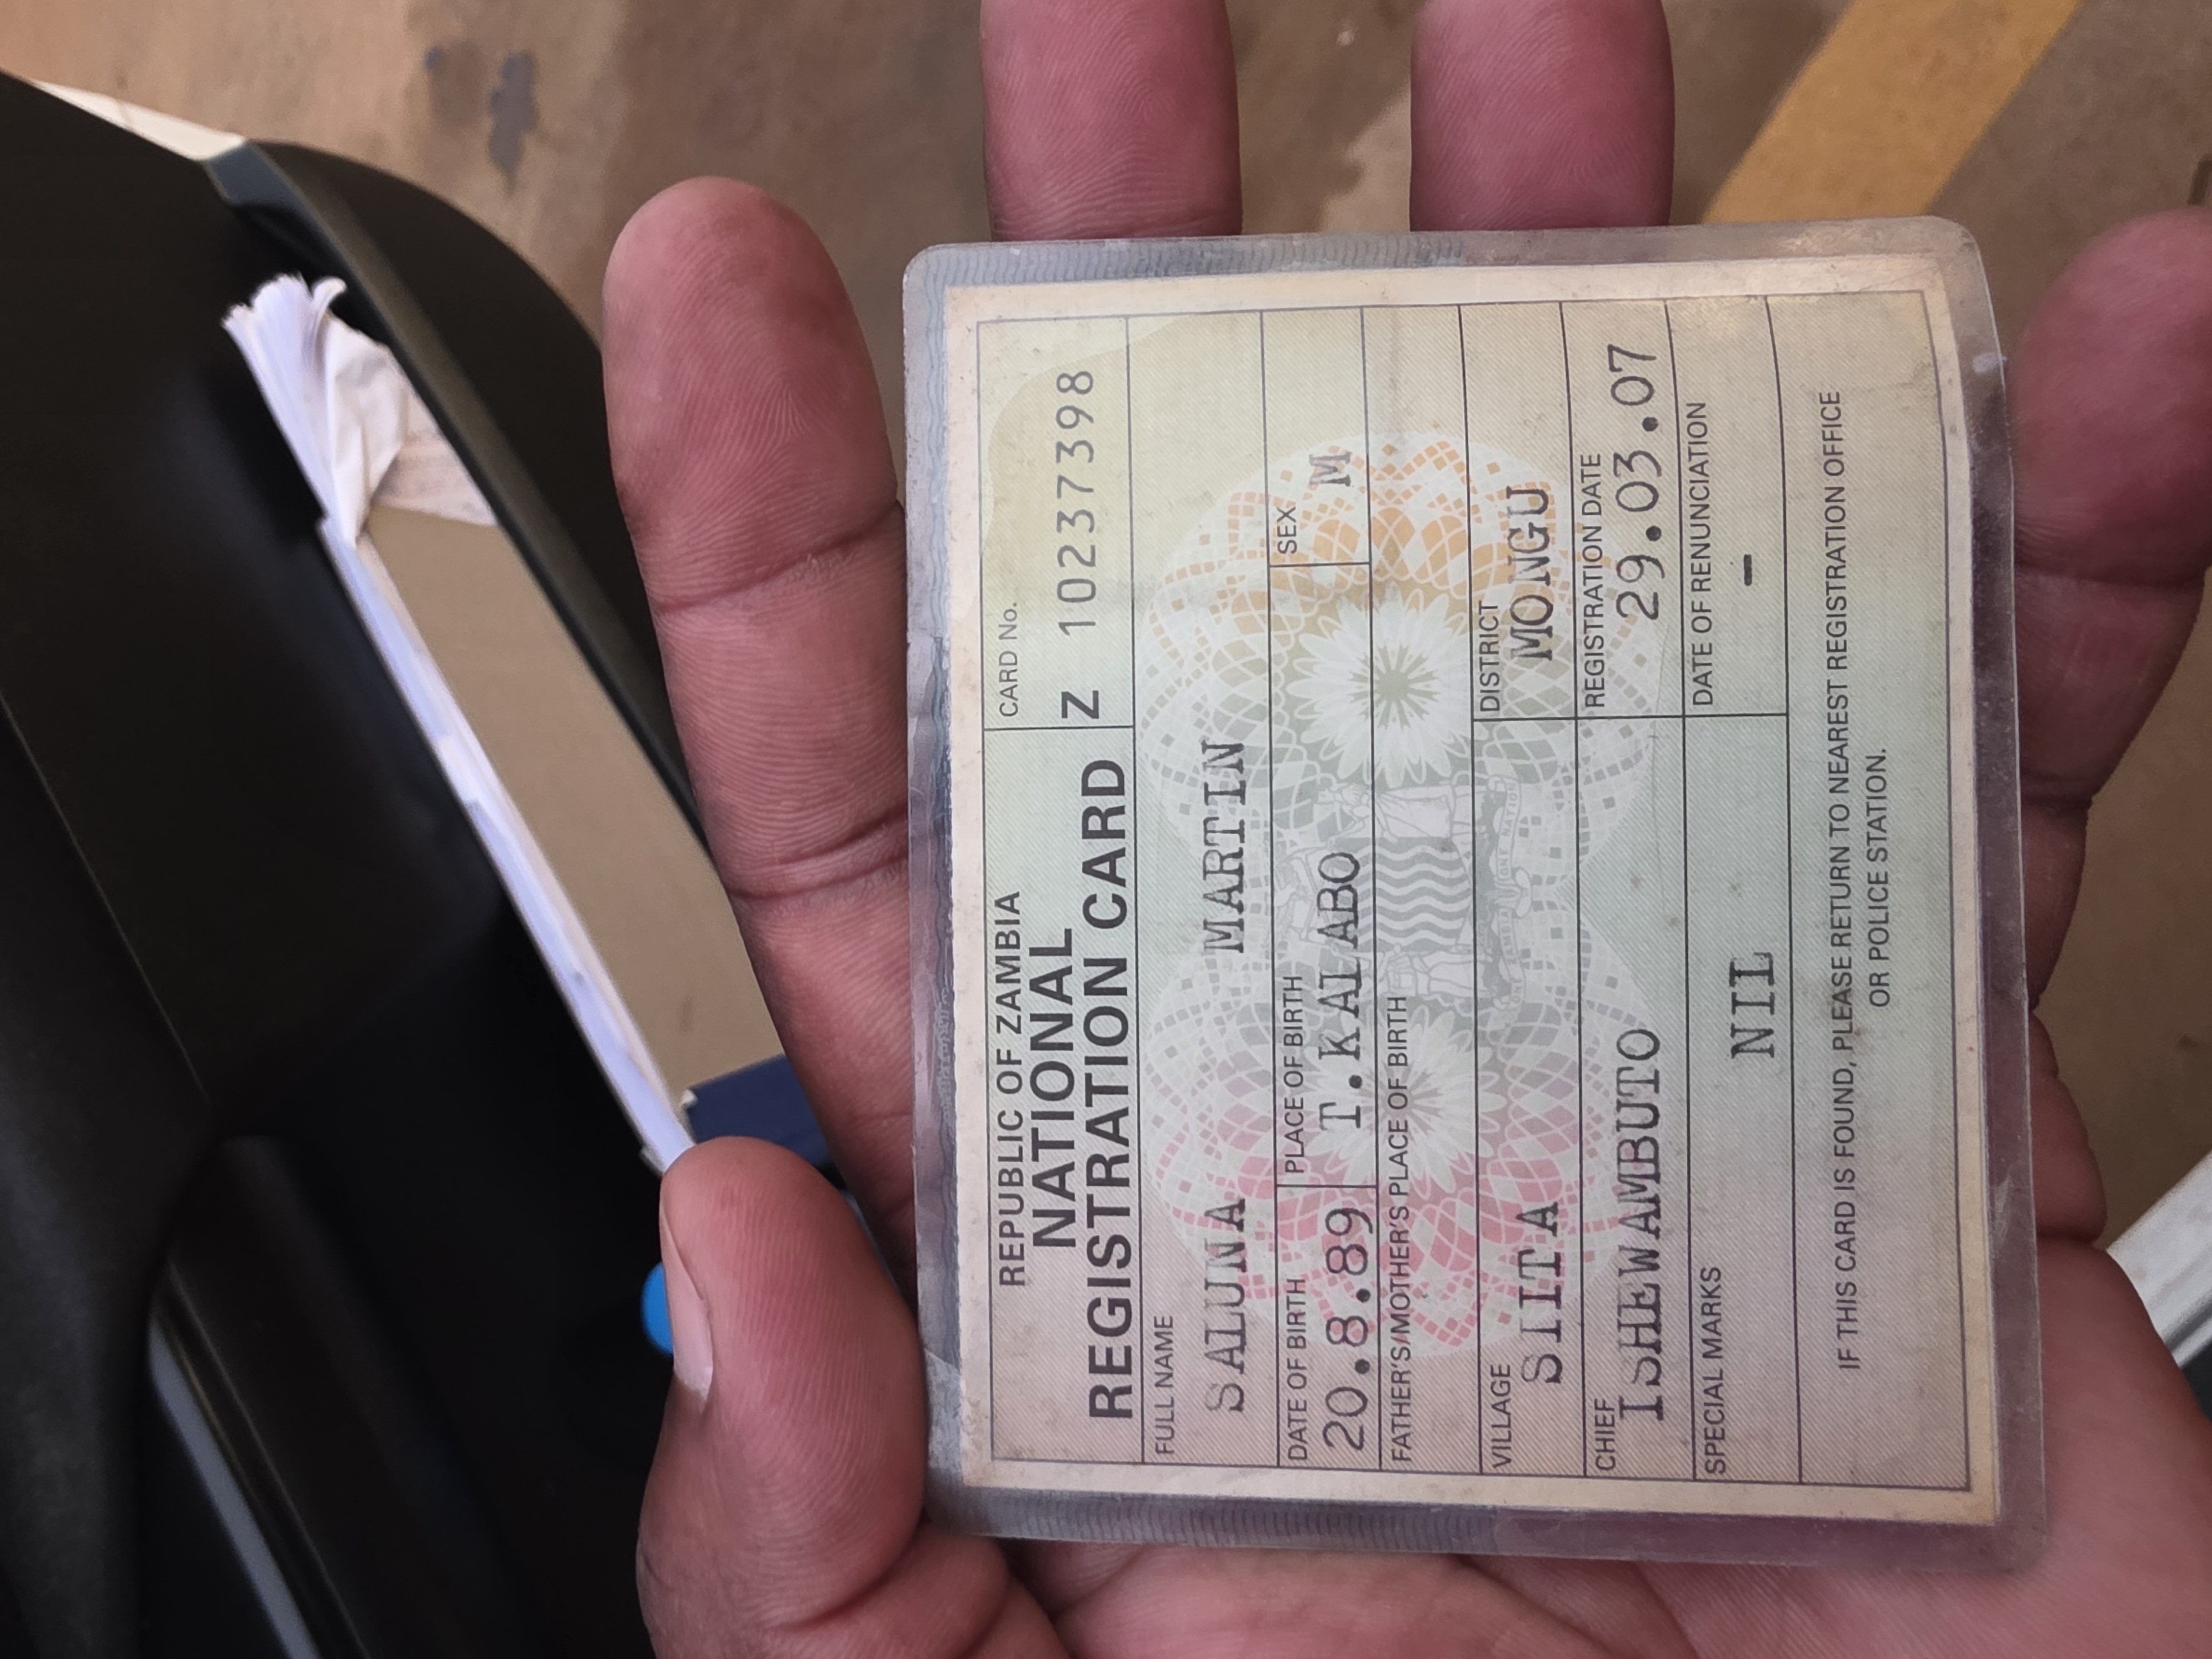 REPUBLIC OF ZAMBIA
NATIONAL
REGISTRATION CARD
CARD No.
Z 10237398
FULL NAME
SALUNA MARTIN
DATE OF BIRTH PLACE OF BIRTH SEX
20.8.89 T.KALABO M
FATHER'S/MOTHER'S PLACE OF BIRTH
VILLAGE DISTRICT
SIITA MONGU
CHIEF REGISTRATION DATE
ISHEWAMBUTO 29.03.07
SPECIAL MARKS DATE OF RENUNCIATION
NIL -
IF THIS CARD IS FOUND, PLEASE RETURN TO NEAREST REGISTRATION OFFICE
OR POLICE STATION.